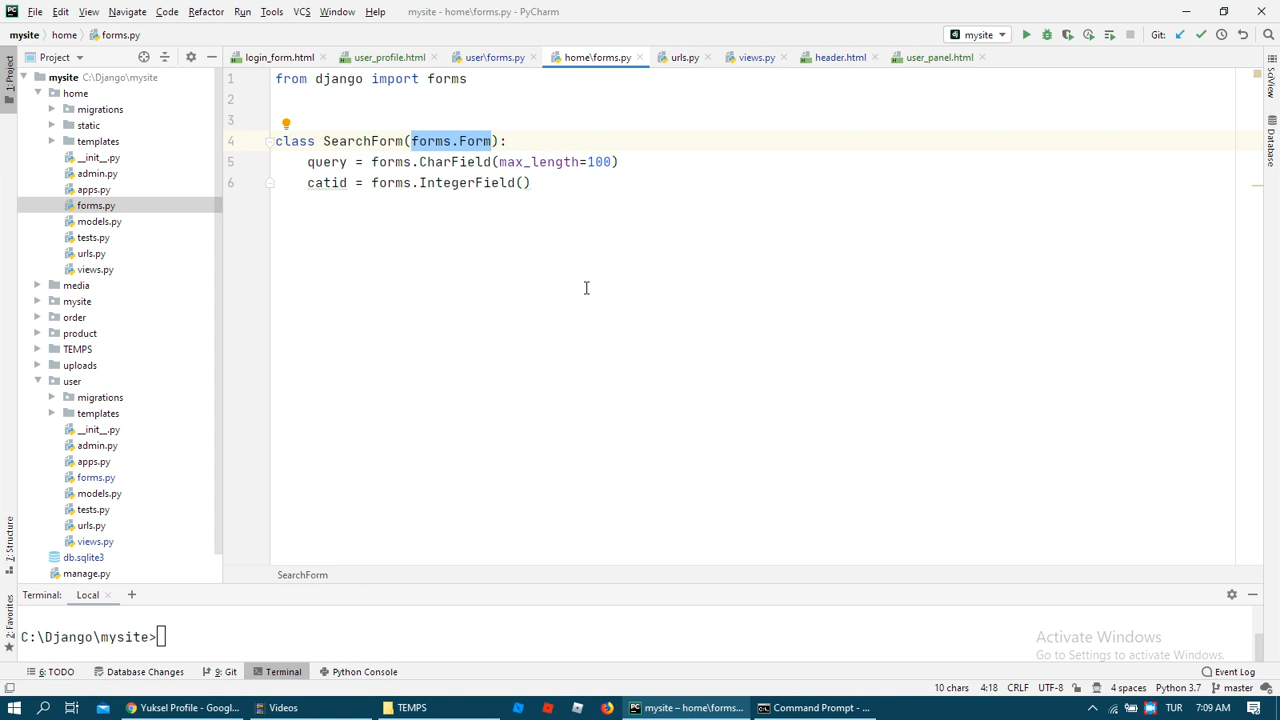 File Edit View Navigate Code Refactor Run Tools VCS Window Help mysite - home\forms.py - PyCharm
mysite home forms.py mysite Git:
1: Project
Project
login_form.html user_profile.html user\forms.py home\forms.py urls.py views.py header.html user_panel.html
SciView
Database
mysite C:\Django\mysite
home
migrations
static
templates
__init__.py
admin.py
apps.py
forms.py
models.py
tests.py
urls.py
views.py
media
mysite
order
product
TEMPS
uploads
user
migrations
templates
__init__.py
admin.py
apps.py
forms.py
models.py
tests.py
urls.py
views.py
db.sqlite3
manage.py
1 from django import forms
2
3
4 class SearchForm(forms.Form):
5 query = forms.CharField(max_length=100)
6 catid = forms.IntegerField()
SearchForm
7: Structure
2: Favorites
Terminal: Local
C:\Django\mysite>
Activate Windows
Go to Settings to activate Windows.
6: TODO Database Changes 9: Git Terminal Python Console Event Log
10 chars 4:18 CRLF UTF-8 4 spaces Python 3.7 master
Yuksel Profile - Googl... Videos TEMPS mysite – home\forms... Command Prompt - ... TUR 7:09 AM